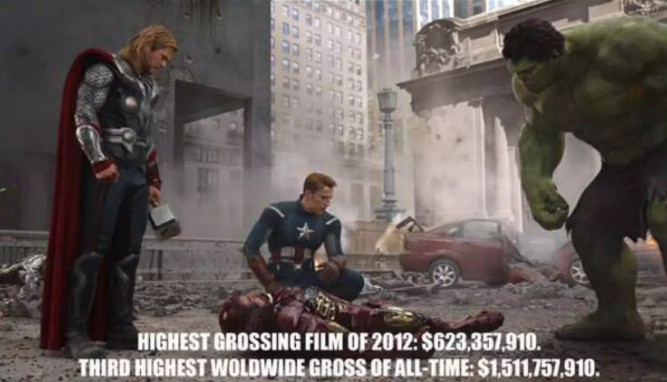 HIGHEST GROSSING FILM OF 2012: $623,357,910.
THIRD HIGHEST WOLDWIDE GROSS OF ALL-TIME: $1,511,757,910.